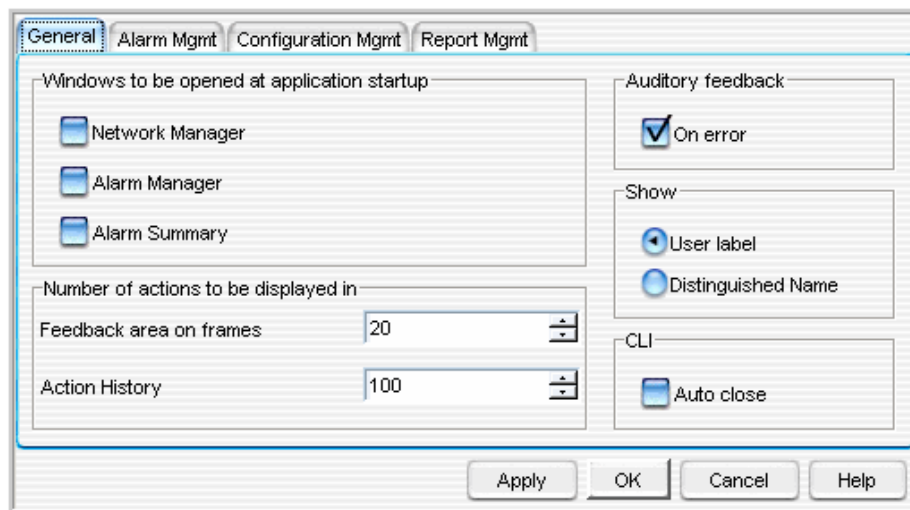 General Alarm Mgmt Configuration Mgmt Report Mgmt
Windows to be opened at application startup
Network Manager
Alarm Manager
Alarm Summary
Number of actions to be displayed in
Feedback area on frames 20
Action History 100
Auditory feedback
On error
Show
User label
Distinguished Name
CLI
Auto close
Apply OK Cancel Help